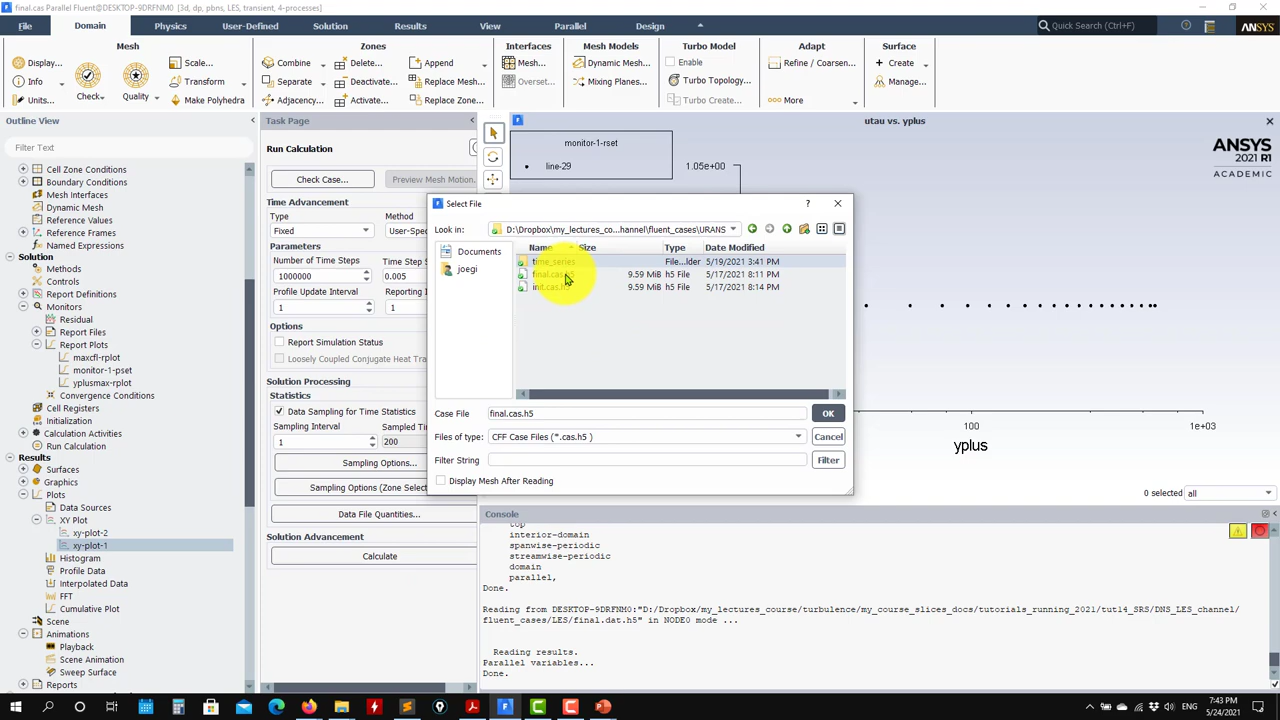 final.cas Parallel Fluent@DESKTOP-9DRFNM0 [3d, dp, pbns, LES, transient, 4-processes]
File Domain Physics User-Defined Solution Results View Parallel Design Quick Search (Ctrl+F) ANSYS
Mesh Zones Interfaces Mesh Models Turbo Model Adapt Surface
Display... Scale... Combine Delete... Append Mesh... Dynamic Mesh... Enable Refine / Coarsen... Create
Info Transform Separate Deactivate... Replace Mesh... Overset... Mixing Planes... Turbo Topology... Manage...
Units... Check Quality Make Polyhedra Adjacency... Activate... Replace Zone... Turbo Create... More
Outline View
Filter Text
Cell Zone Conditions
Boundary Conditions
Mesh Interfaces
Dynamic Mesh
Reference Values
Reference Frames
Named Expressions
Solution
Methods
Controls
Report Definitions
Monitors
Residual
Report Files
Report Plots
maxcfl-rplot
monitor-1-pset
yplusmax-rplot
Convergence Conditions
Cell Registers
Initialization
Calculation Activities
Run Calculation
Results
Surfaces
Graphics
Plots
Data Sources
XY Plot
xy-plot-2
xy-plot-1
Histogram
Profile Data
Interpolated Data
FFT
Cumulative Plot
Scene
Animations
Playback
Scene Animation
Sweep Surface
Reports
Task Page
Run Calculation
Check Case... Preview Mesh Motion.
Time Advancement
Type Method
Fixed User-Spe
Parameters
Number of Time Steps
1000000 0.005
Profile Update Interval Reporting
1 1
Options
Report Simulation Status
Loosely Coupled Conjugate Heat Tra
Solution Processing
Statistics
Data Sampling for Time Statistics
Sampling Interval Sampled
1 200
Sampling Options...
Sampling Options (Zone Select
Data File Quantities...
Solution Advancement
Calculate
utau vs. yplus
monitor-1-rset
line-29
1.05e+00
ANSYS
2021 R1
ACADEMIC
100 1e+03
yplus
0 selected all
Select File
Look in: D:\Dropbox\my_lectures_co...hannel\fluent_cases\URANS
Documents
joegi
Name Size Type Date Modified
time_series File...lder 5/19/2021 3:41 PM
final.cas.h5 9.59 MiB h5 File 5/17/2021 8:11 PM
init.cas.h5 9.59 MiB h5 File 5/17/2021 8:14 PM
Case File final.cas.h5 OK
Files of type: CFF Case Files (*.cas.h5 ) Cancel
Filter String Filter
Display Mesh After Reading
Console
top
interior-domain
spanwise-periodic
streamwise-periodic
domain
parallel,
Done.
Reading from DESKTOP-9DRFNM0:"D:/Dropbox/my_lectures_course/turbulence/my_course_slices_docs/tutorials_running_2021/tut14_SRS/DNS_LES_channel/
fluent_cases/LES/final.dat.h5" in NODE0 mode ...
Reading results.
Parallel variables...
Done.
7:43 PM
5/24/2021
ENG